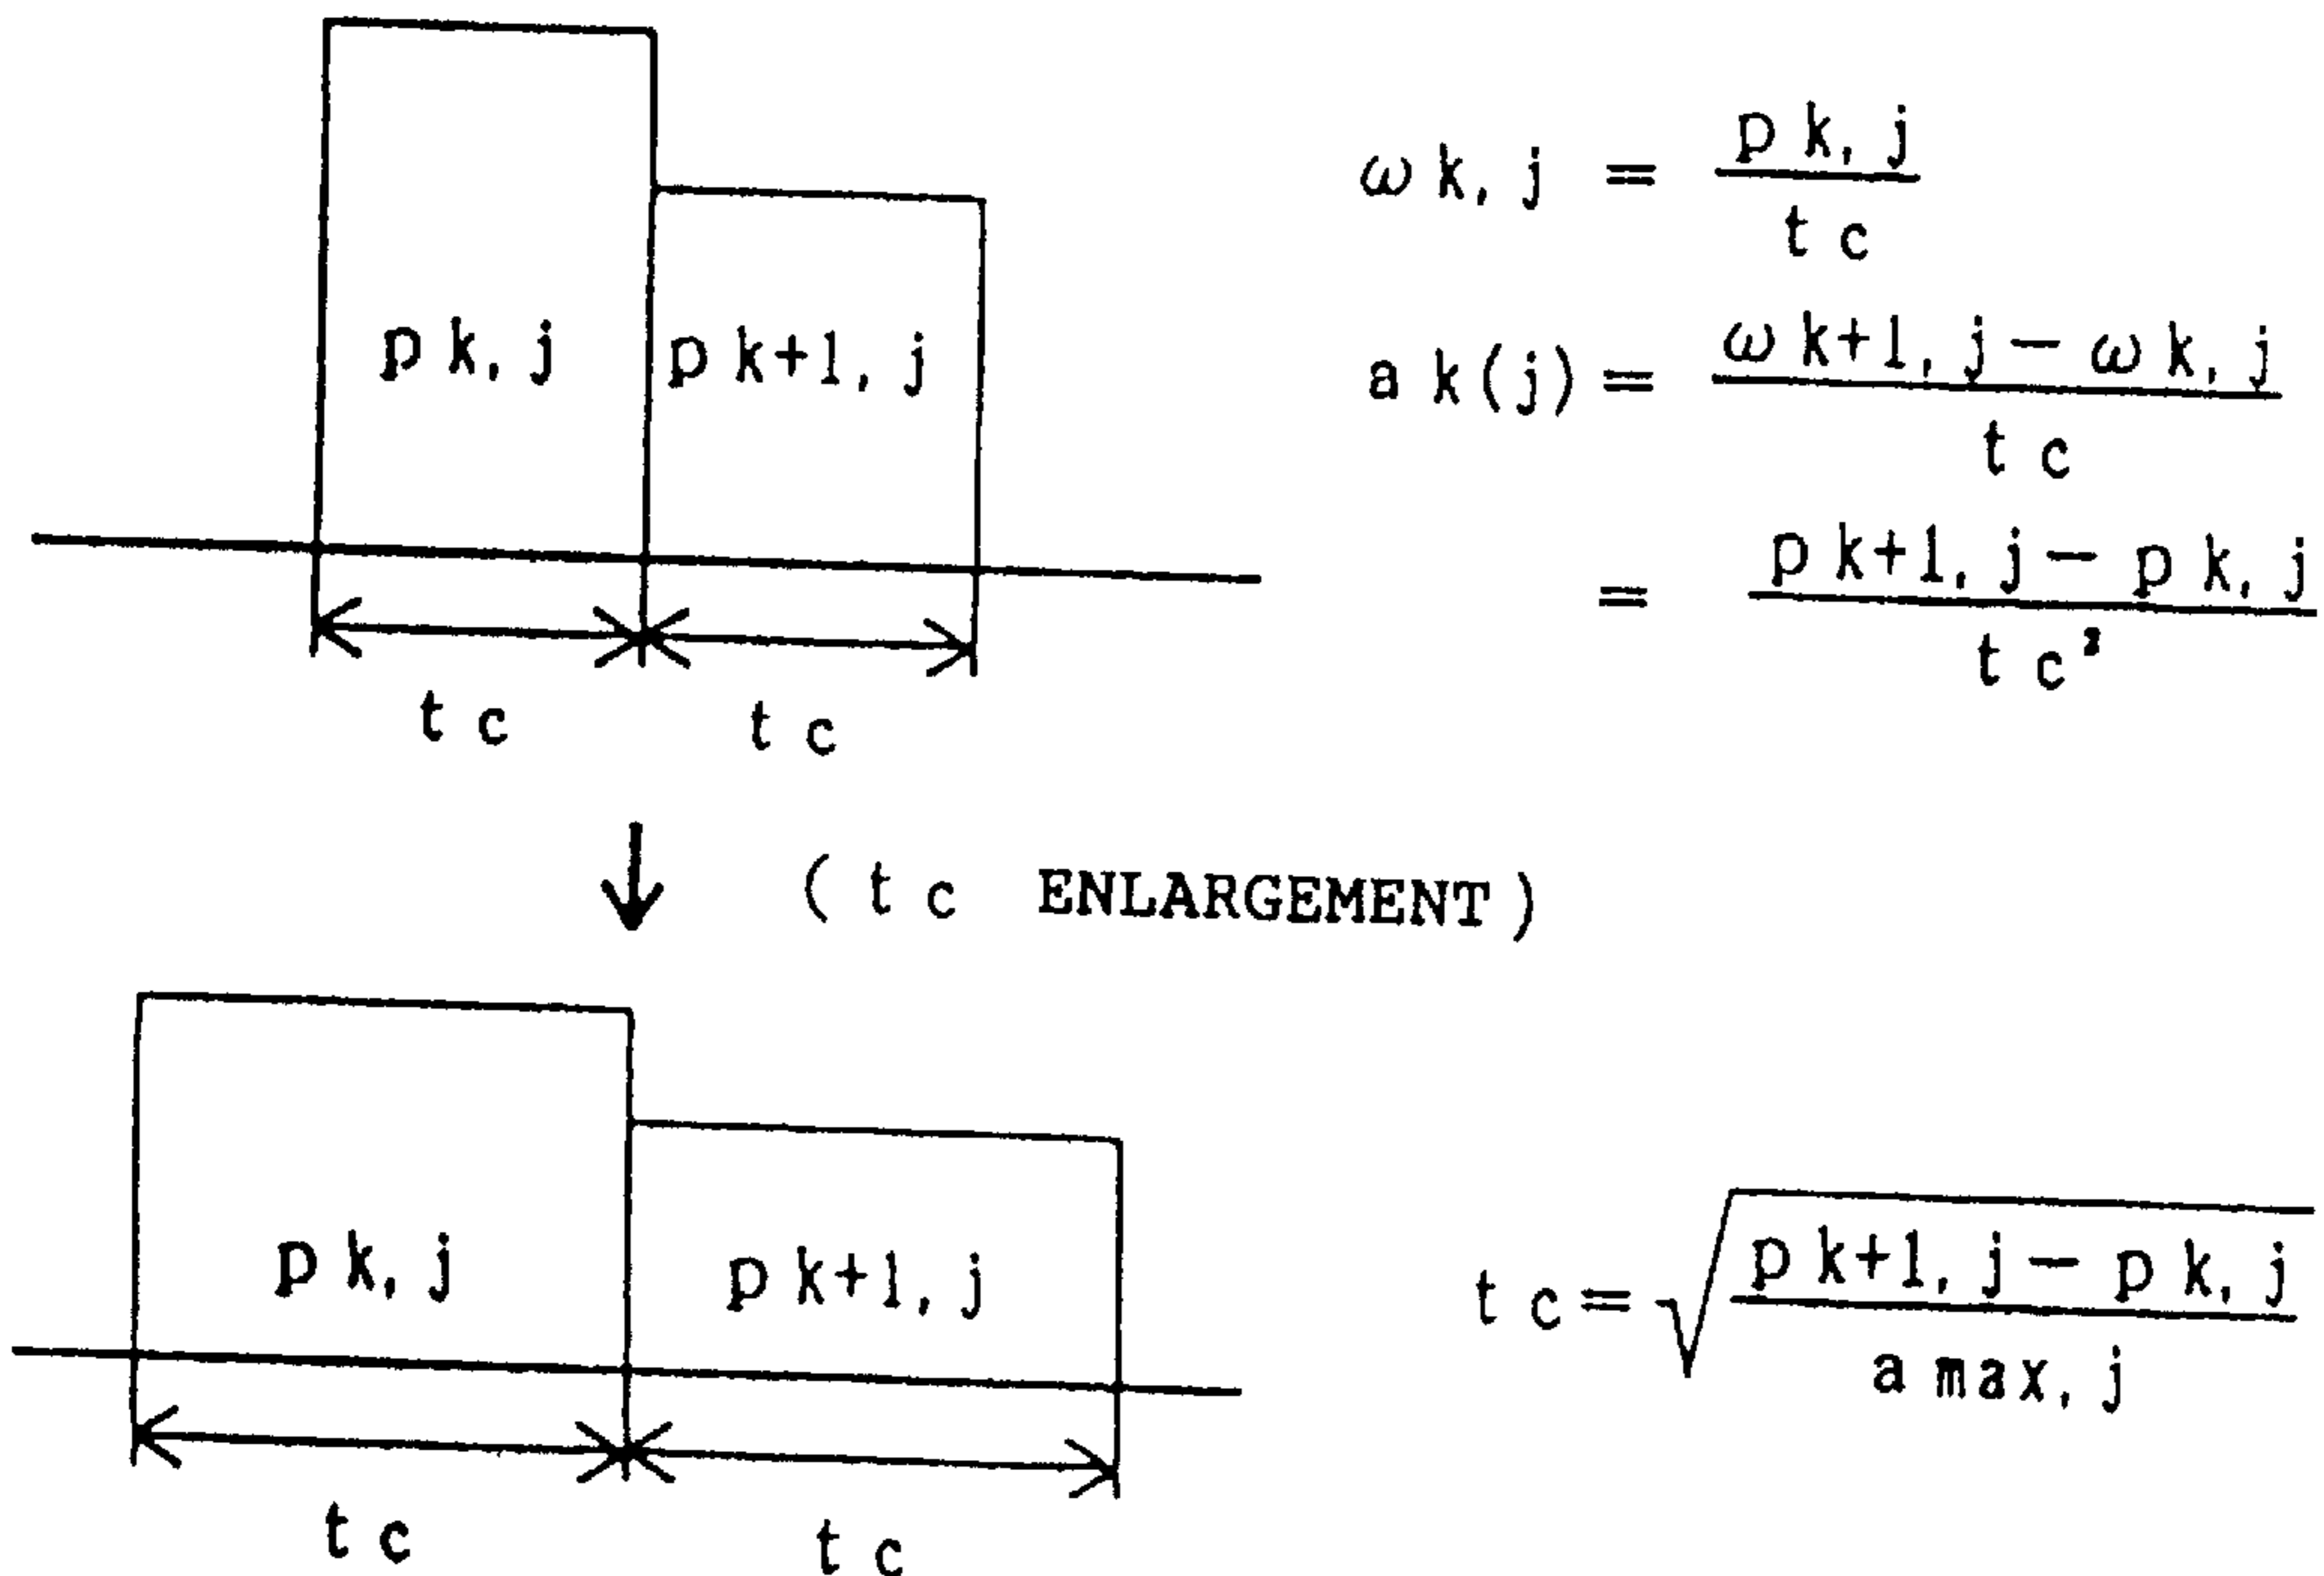 p k, j
p k+1, j
t c
t c
ω k, j = p k, j / t c
a k(j) = ω k+1, j − ω k, j / t c
= p k+1, j − p k, j / t c²
( t c ENLARGEMENT )
p k, j
p k+1, j
t c
t c
t c = √ p k+1, j − p k, j / a max, j